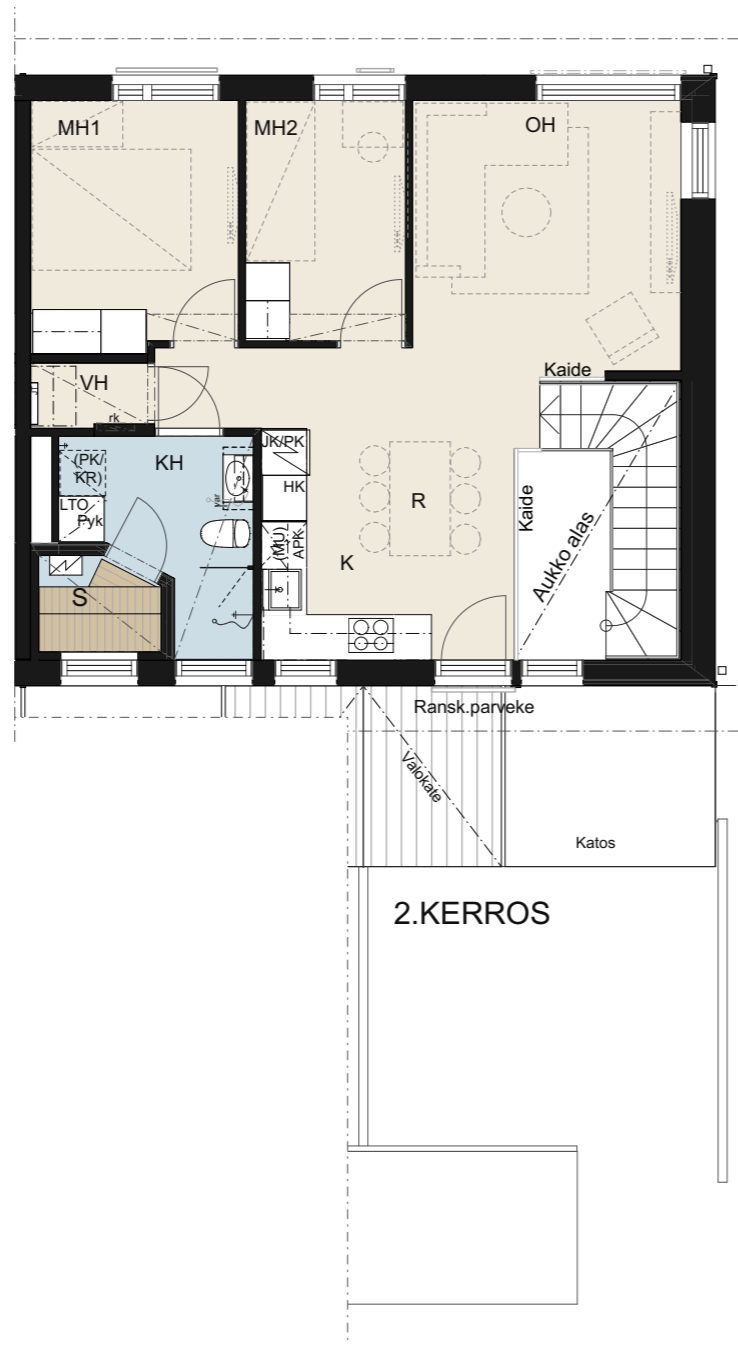 MH1
MH2
OH
Kaide
VH
rk
KH
JK/PK
(PK/
KR)
HK
LTO
Pyk
var
(MU)
APK
R
K
Kaide
Aukko alas
S
Ransk.parveke
Valokate
Katos
2.KERROS